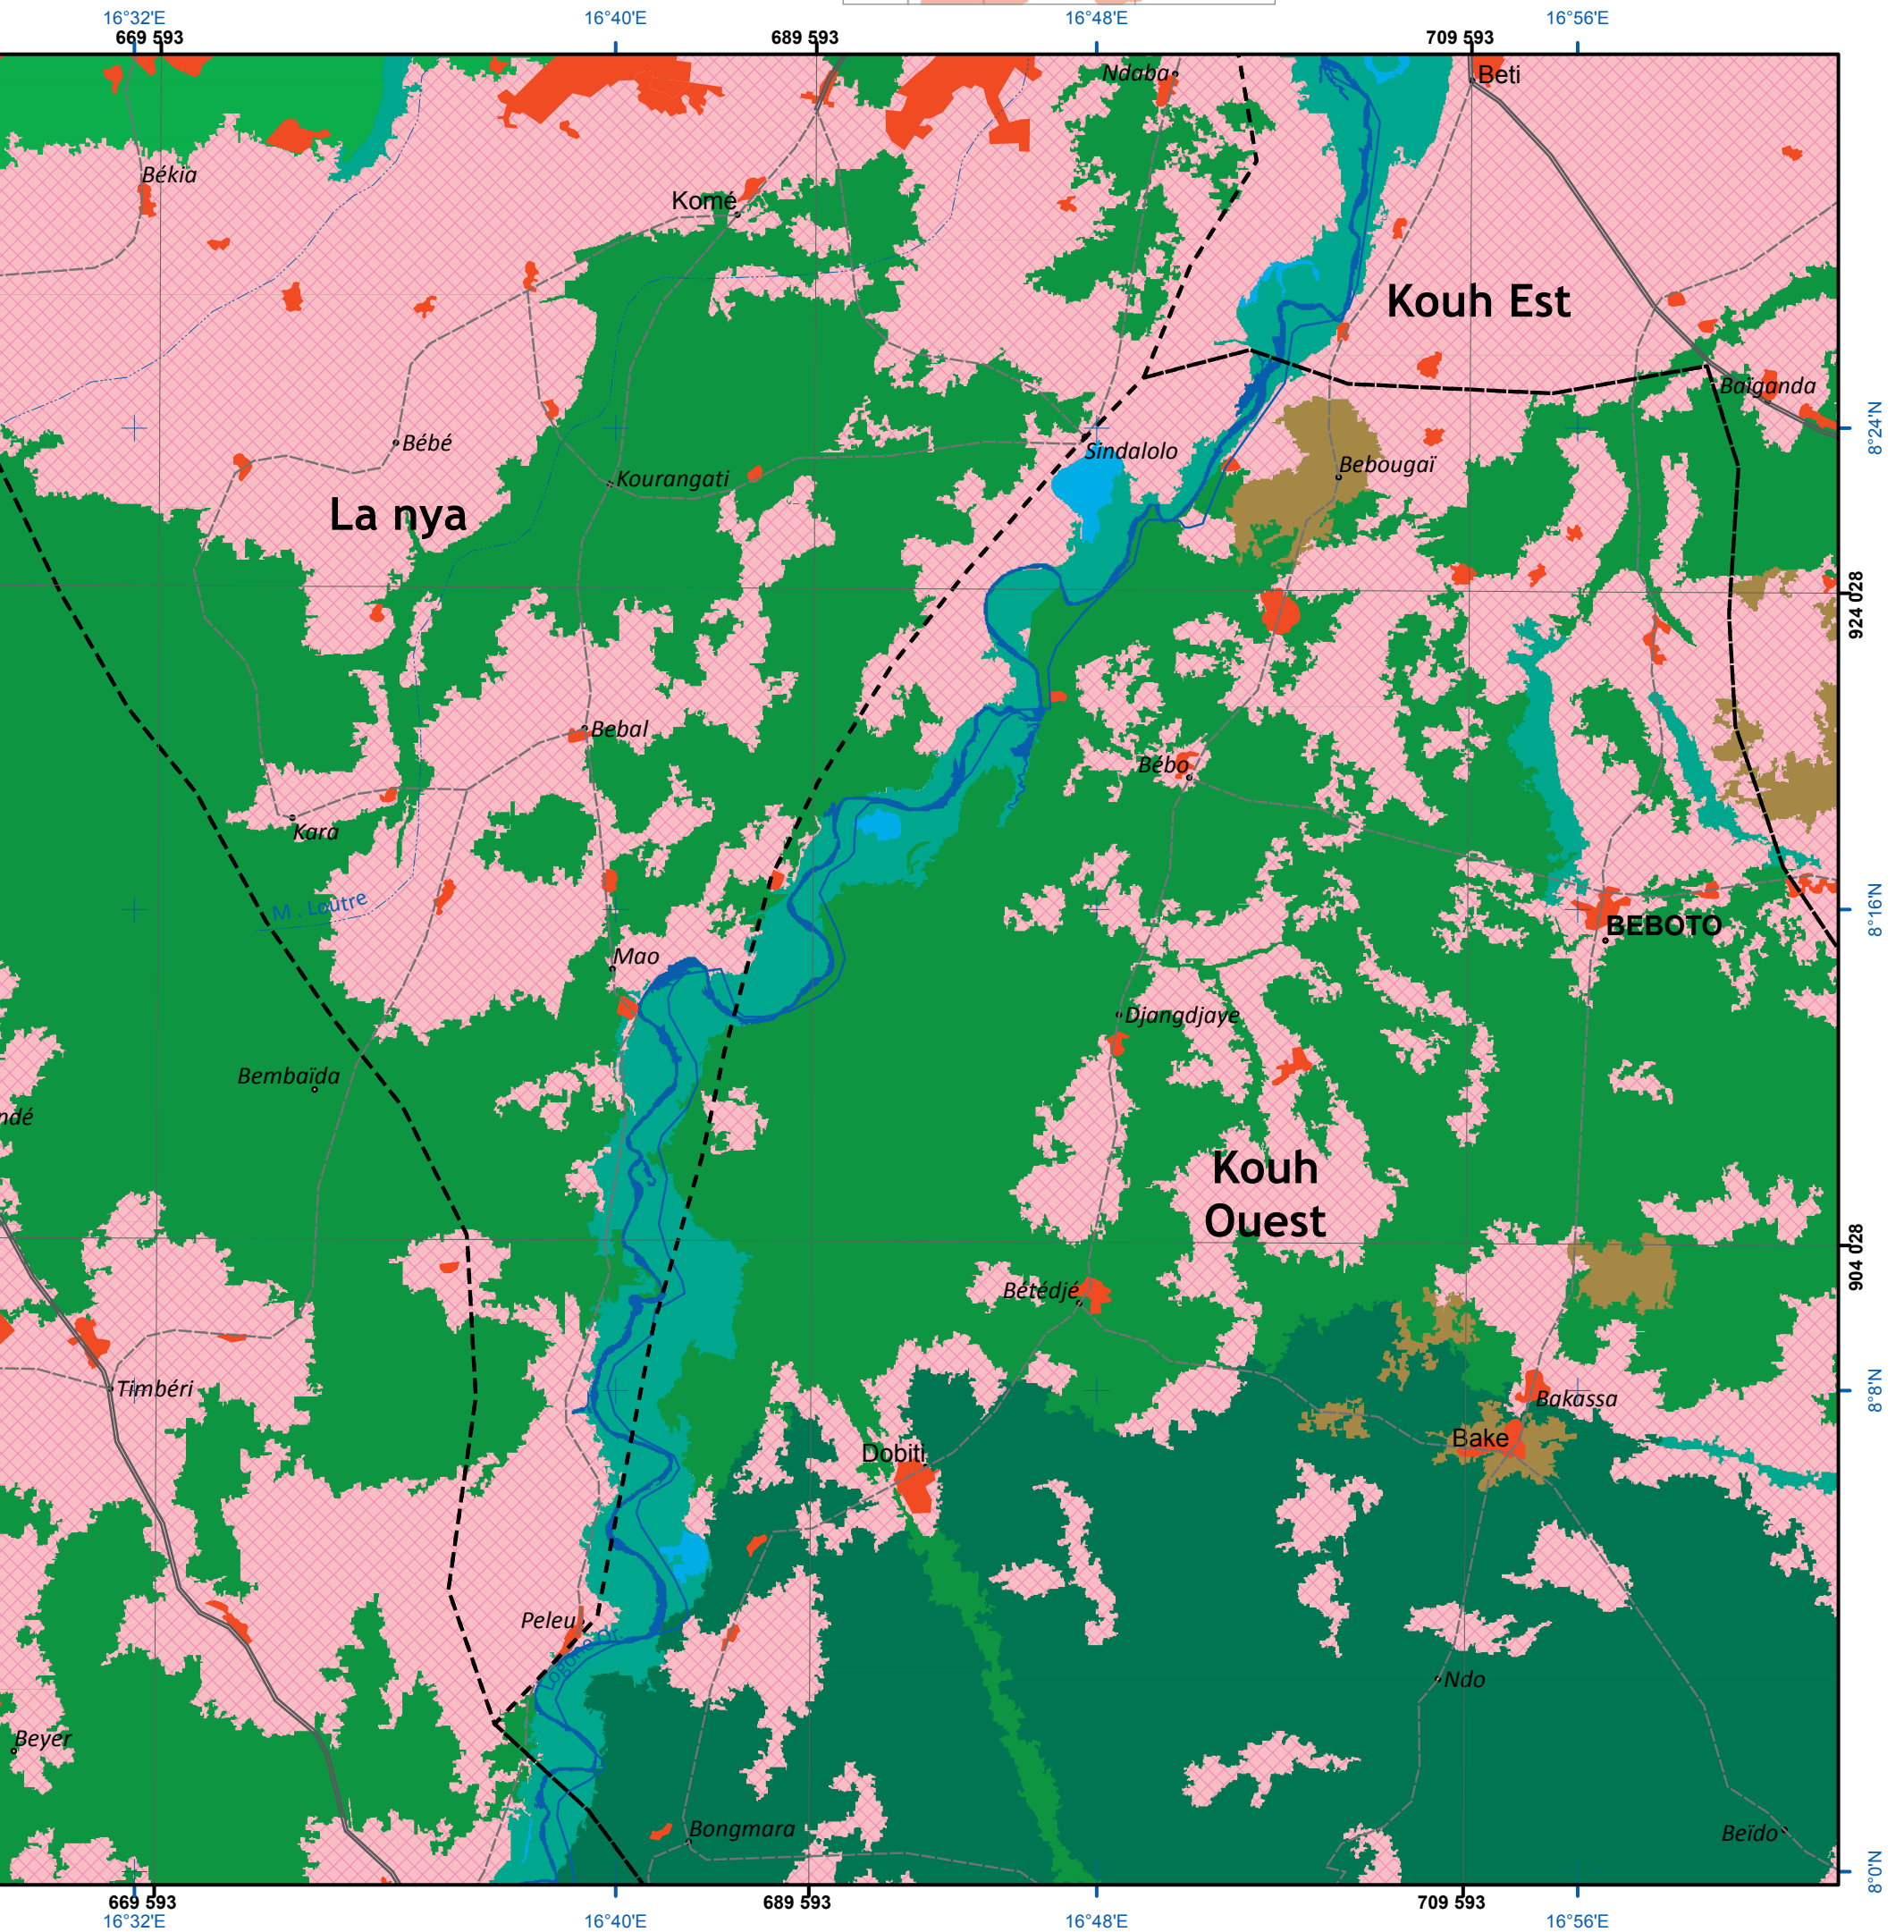 16°32'E 16°40'E 16°48'E 16°56'E
669 593 689 593 709 593
Ndaba
Beti
Békia
Komé
Kouh Est
Baïganda
8°24'N
Bébé
Sindalolo
Bebougaï
Kourangati
La nya
924 028
Bebal
Bébo
Kara
M . Loutre
8°16'N
BEBOTO
Mao
Djangdjaye
Bembaïda
ndé
Kouh
Ouest
904 028
Bétédjé
Timbéri
8°8'N
Bakassa
Bake
Dobiti
Peleu
Logone Or.
Ndo
Beyer
Bongmara
Beïdo
8°0'N
669 593 689 593 709 593
16°32'E 16°40'E 16°48'E 16°56'E